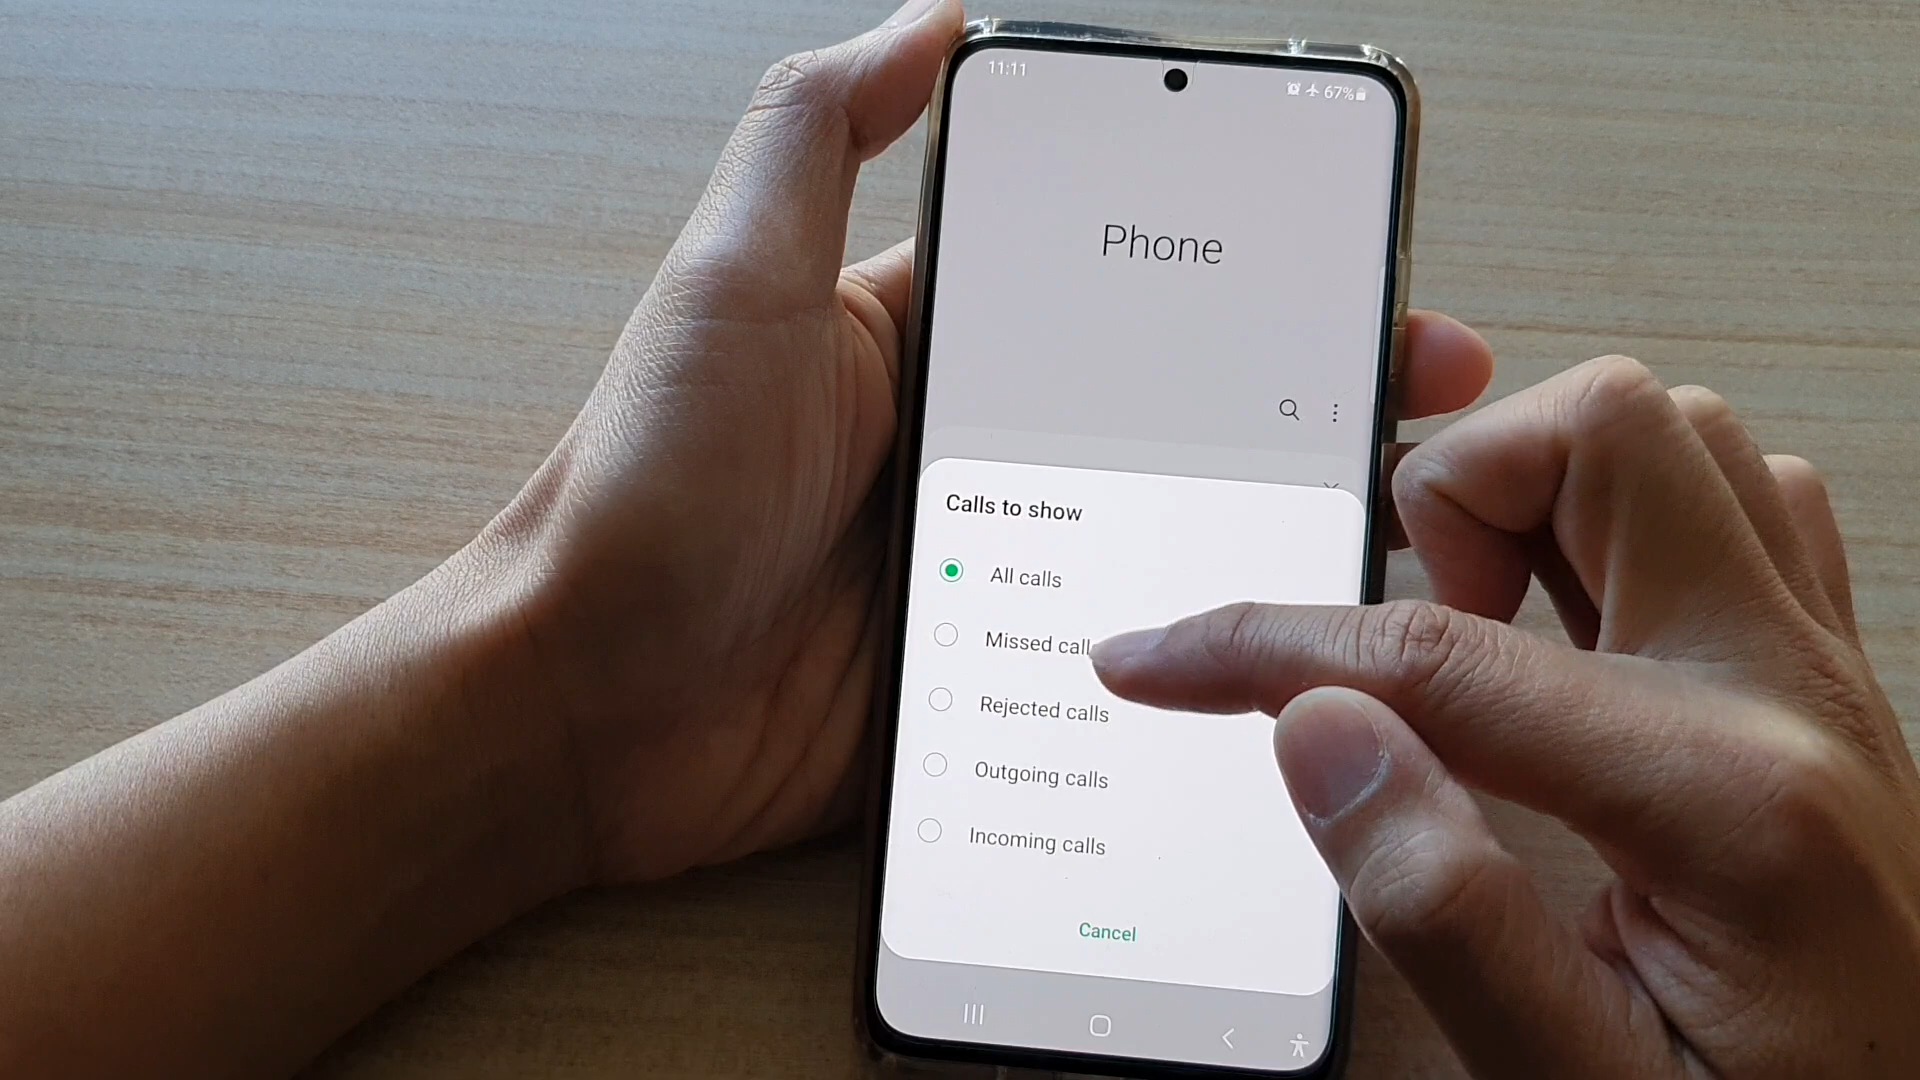 11:11
67%
Phone
Calls to show
All calls
Missed call
Rejected calls
Outgoing calls
Incoming calls
Cancel